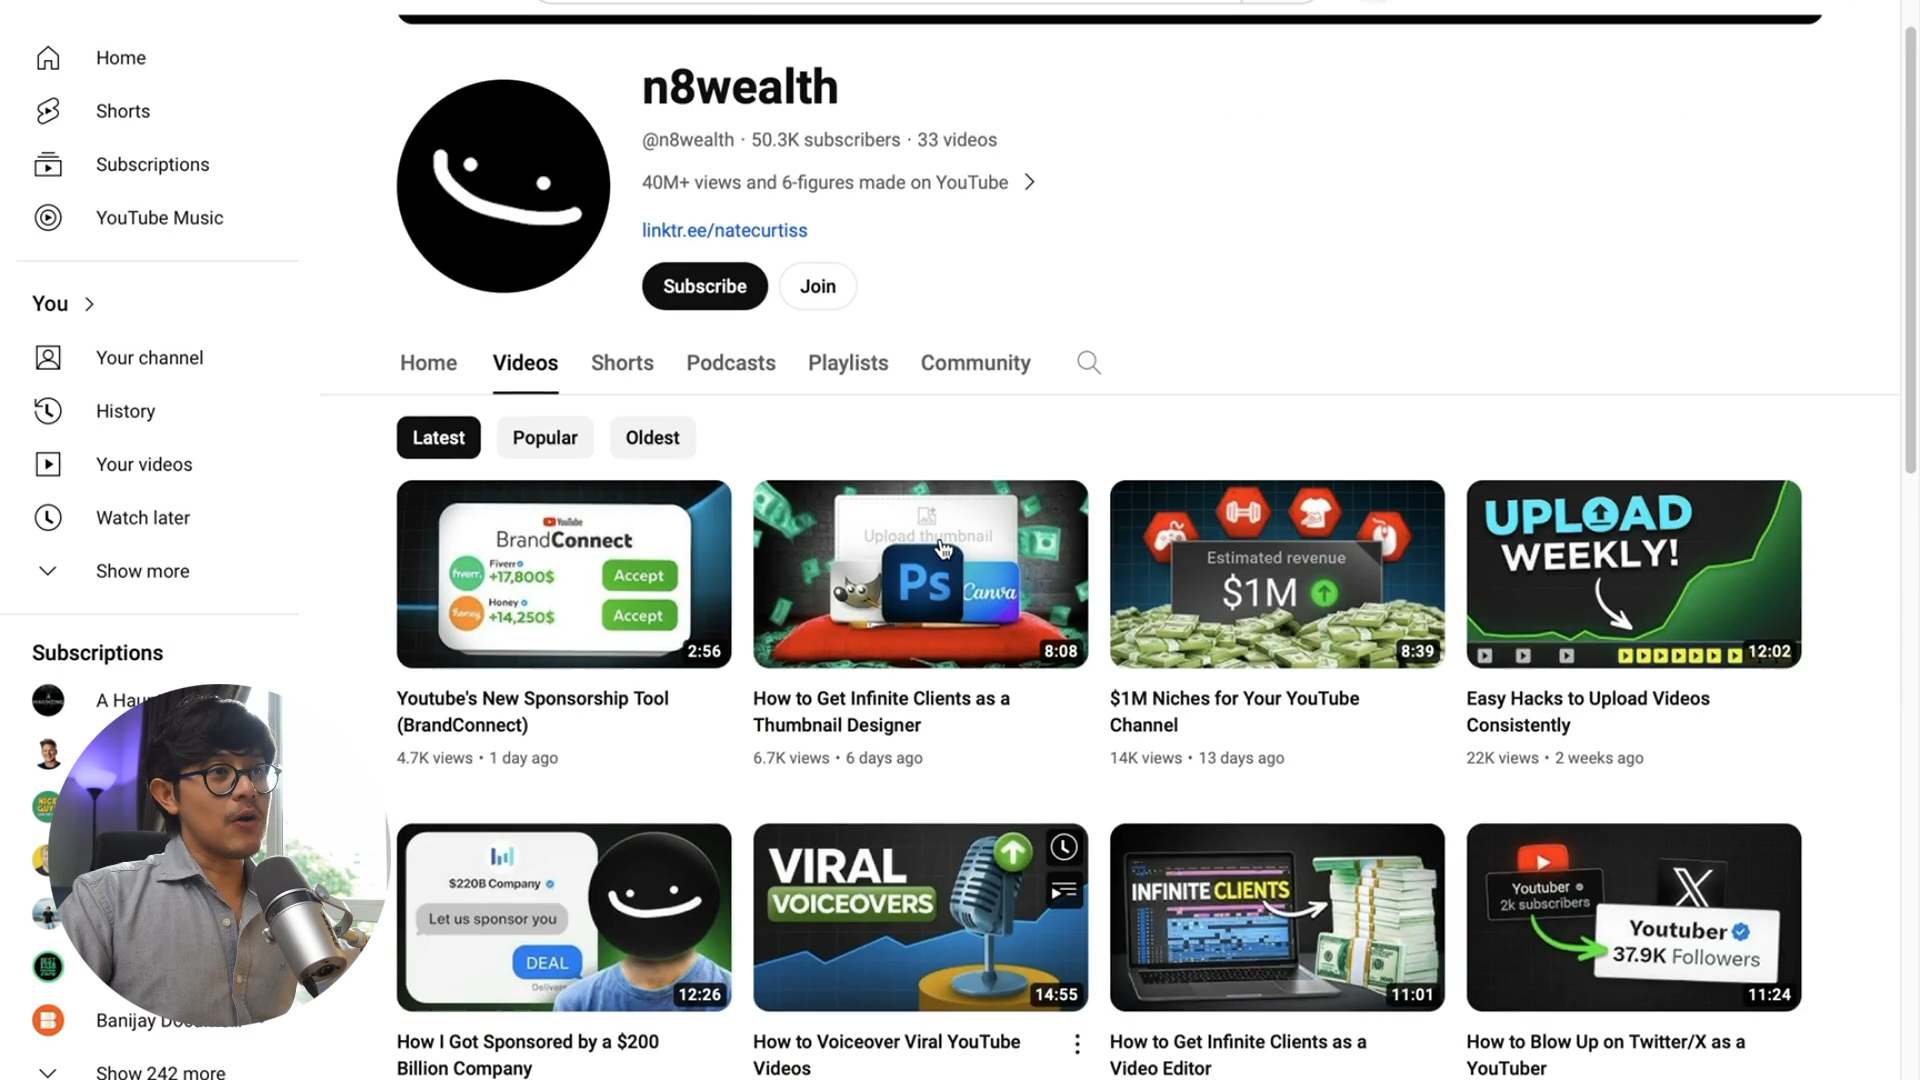 Home
Shorts
Subscriptions
YouTube Music
You
Your channel
History
Your videos
Watch later
Show more
Subscriptions
A Hau
Banijay
Show 242 more
n8wealth
@n8wealth · 50.3K subscribers · 33 videos
40M+ views and 6-figures made on YouTube
linktr.ee/natecurtiss
Subscribe
Join
Home
Videos
Shorts
Podcasts
Playlists
Community
Latest
Popular
Oldest
YouTube
BrandConnect
fiverr.
Fiverr
+17,800$
Accept
honey
Honey
+14,250$
Accept
2:56
Youtube's New Sponsorship Tool
(BrandConnect)
4.7K views • 1 day ago
Upload thumbnail
Ps
Canva
8:08
How to Get Infinite Clients as a
Thumbnail Designer
6.7K views • 6 days ago
Estimated revenue
$1M
8:39
$1M Niches for Your YouTube
Channel
14K views • 13 days ago
UPLOAD
WEEKLY!
12:02
Easy Hacks to Upload Videos
Consistently
22K views • 2 weeks ago
$220B Company
Let us sponsor you
DEAL
12:26
How I Got Sponsored by a $200
Billion Company
VIRAL
VOICEOVERS
14:55
How to Voiceover Viral YouTube
Videos
INFINITE CLIENTS
11:01
How to Get Infinite Clients as a
Video Editor
Youtuber
2k subscribers
X
Youtuber
37.9K Followers
11:24
How to Blow Up on Twitter/X as a
YouTuber